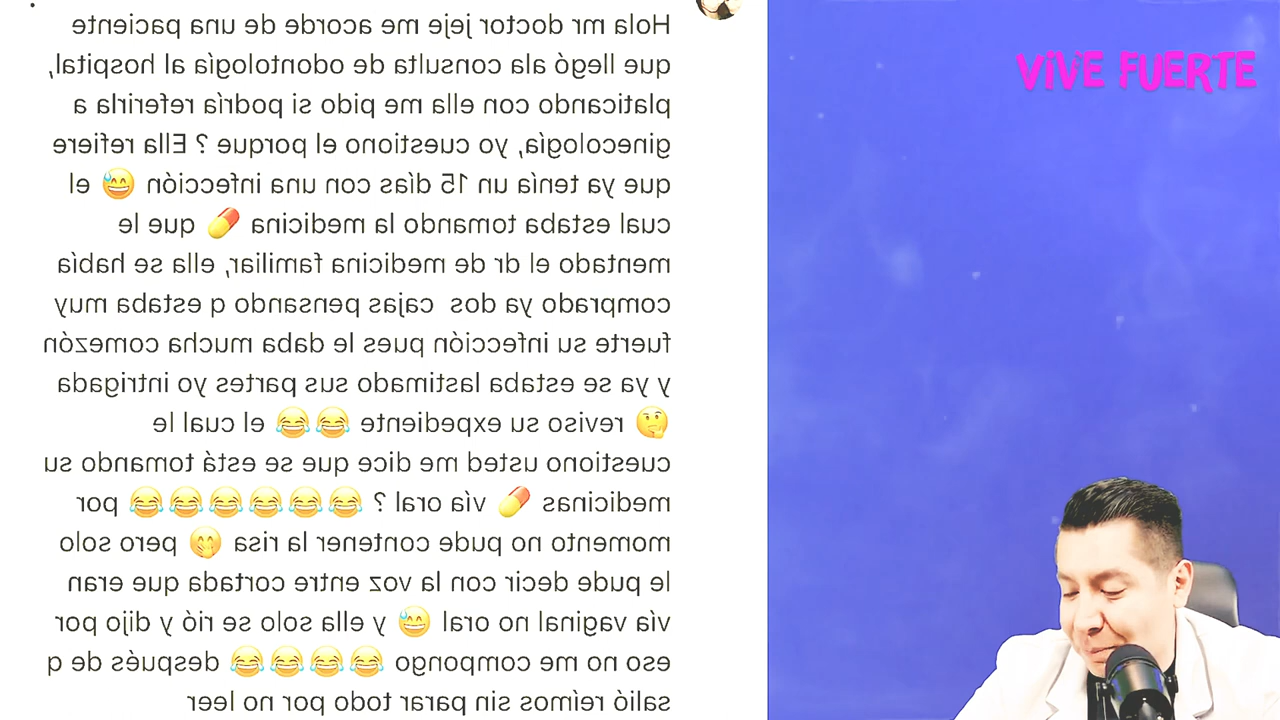 Hola mr doctor jeje me acorde de una paciente
que llegó ala consulta de odontología al hospital,
platicando con ella me pido si podría referirla a
ginecología, yo cuestiono el porque ? Ella refiere
que ya tenía un 15 días con una infección 😅 el
cual estaba tomando la medicina 💊 que le
mentado el dr de medicina familiar, ella se había
comprado ya dos cajas pensando q estaba muy
fuerte su infección pues le daba mucha comezón
y ya se estaba lastimado sus partes yo intrigada
🤔 reviso su expediente 😂😂 el cual le
cuestiono usted me dice que se está tomando su
medicinas 💊 vía oral ? 😂😂😂😂😂😂 por
momento no pude contener la risa 🤭 pero solo
le pude decir con la voz entre cortada que eran
vía vaginal no oral 😅 y ella solo se rió y dijo por
eso no me compongo 😂😂😂😂 después de q
salió reímos sin parar todo por no leer
VIVE FUERTE